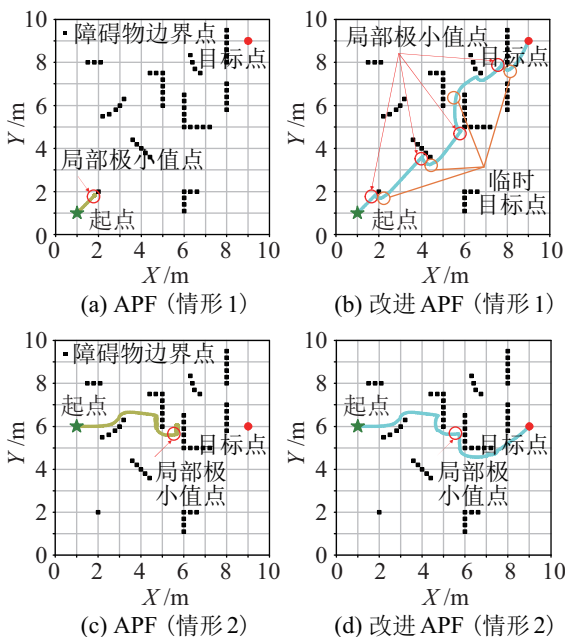 10
8
6
4
2
0
Y/m
障碍物边界点
目标点
局部极小值点
起点
0 2 4 6 8 10
X/m
(a) APF (情形1)
10
8
6
4
2
0
Y/m
局部极小值点
目标点
临时
目标点
起点
0 2 4 6 8 10
X/m
(b) 改进APF (情形1)
10
8
6
4
2
0
Y/m
障碍物边界点
起点
目标点
局部极
小值点
0 2 4 6 8 10
X/m
(c) APF (情形2)
10
8
6
4
2
0
Y/m
起点
目标点
局部极
小值点
0 2 4 6 8 10
X/m
(d) 改进APF (情形2)